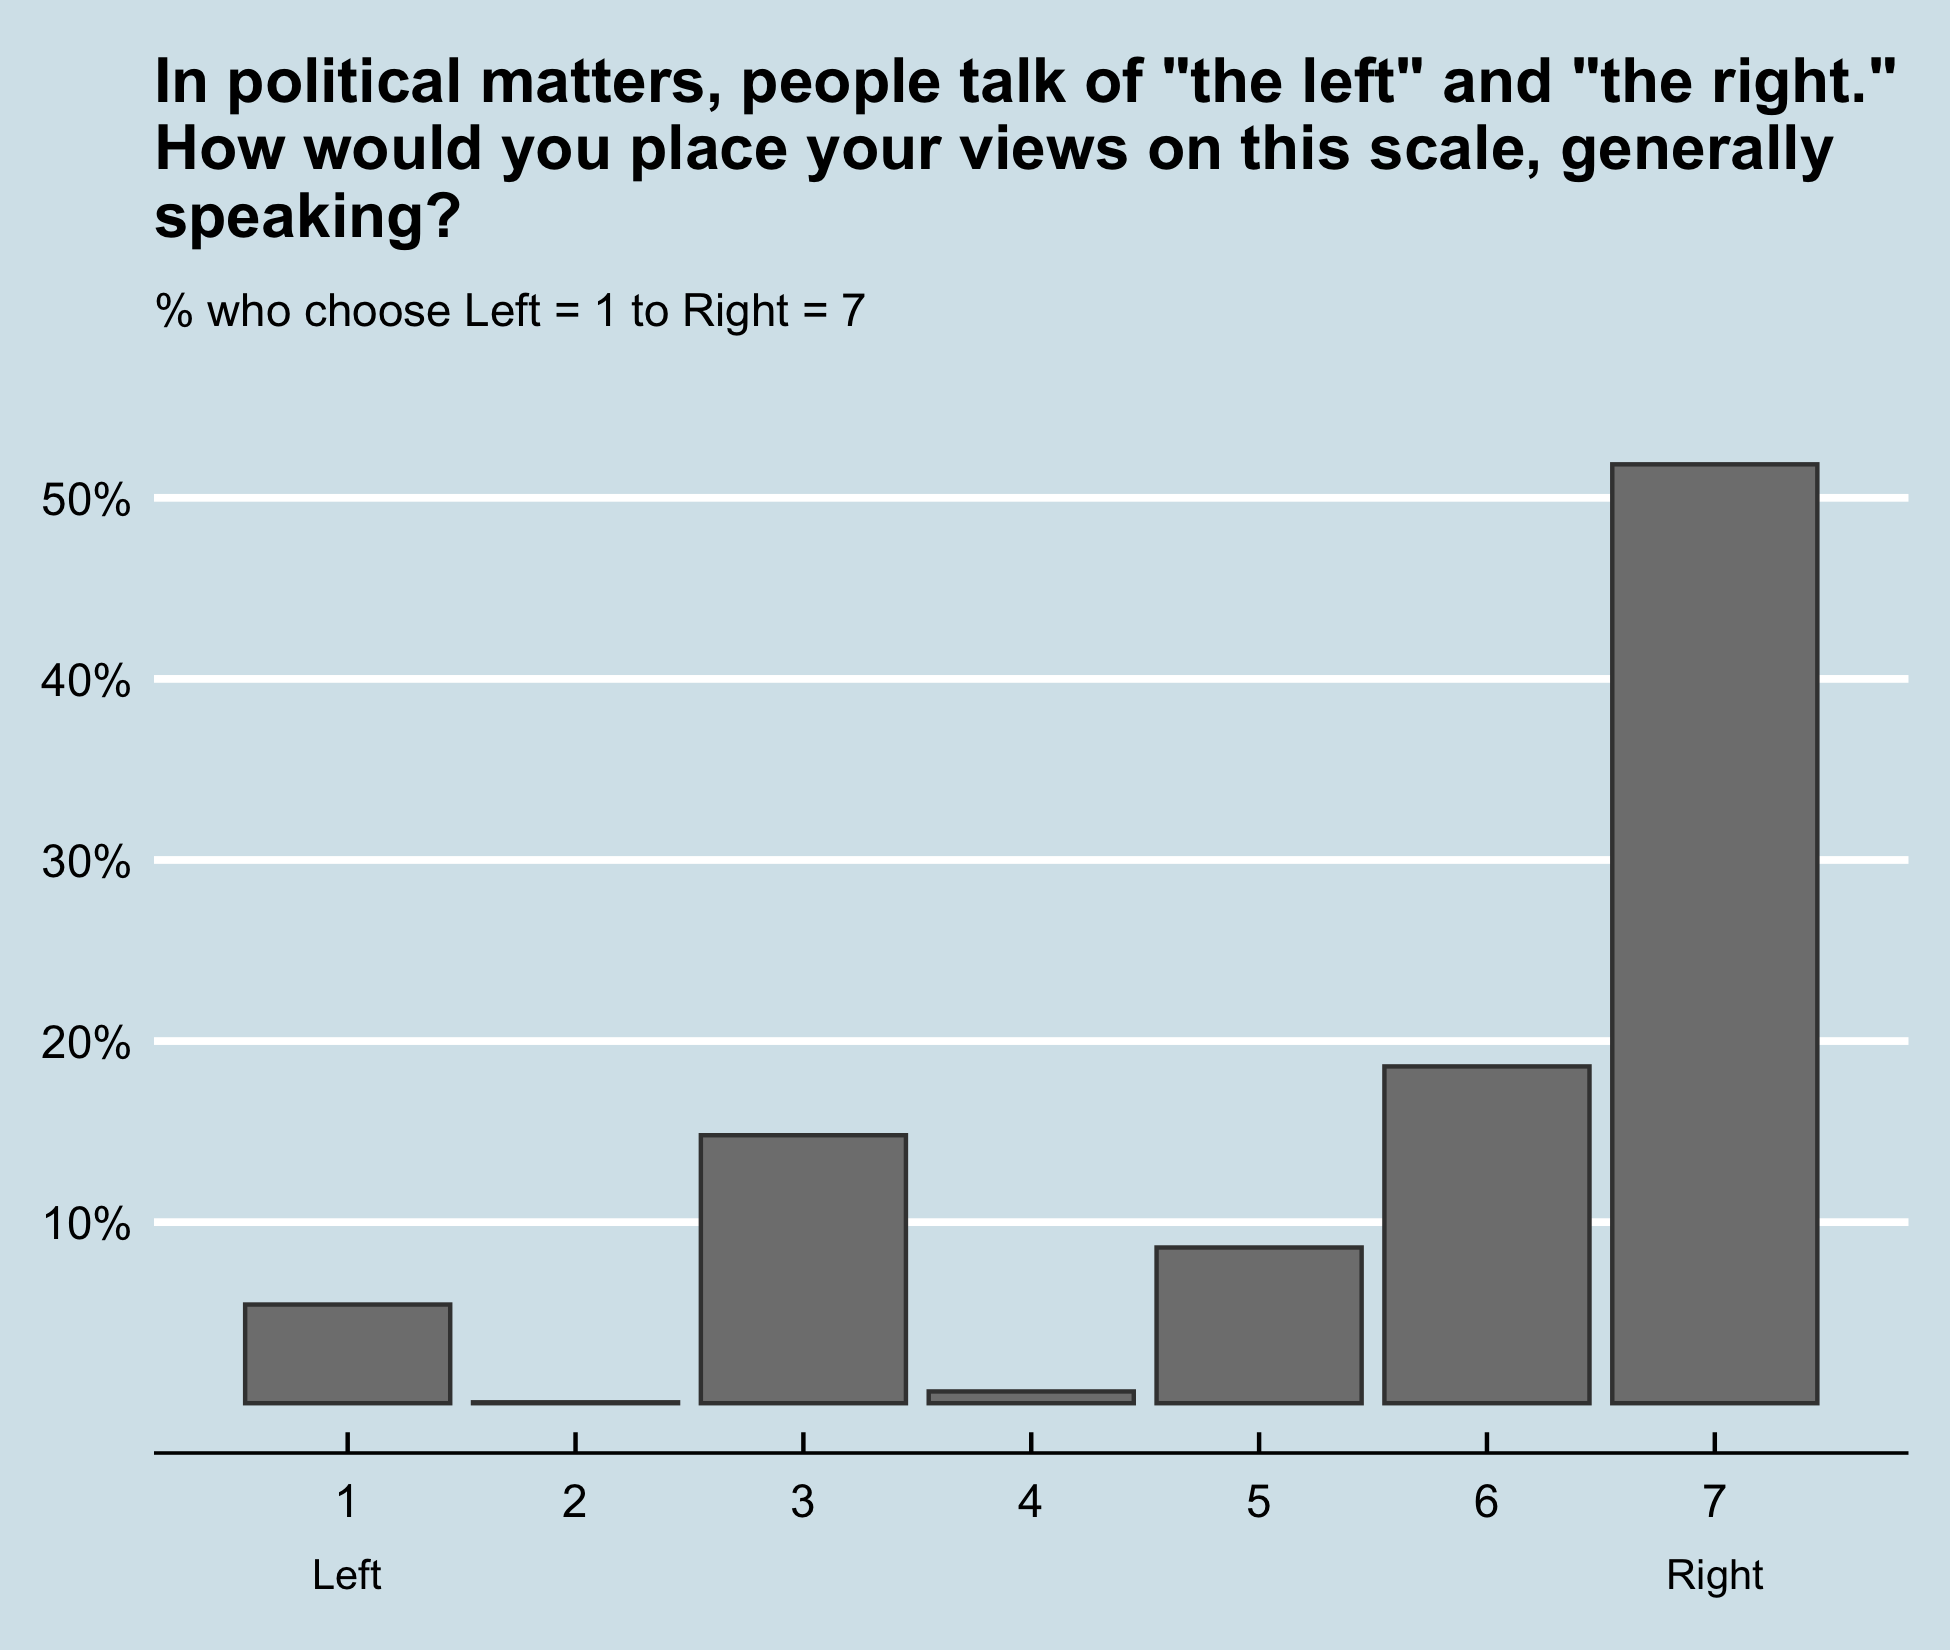 In political matters, people talk of "the left" and "the right."
How would you place your views on this scale, generally
speaking?
% who choose Left = 1 to Right = 7
50%
40%
30%
20%
10%
1 2 3 4 5 6 7
Left Right